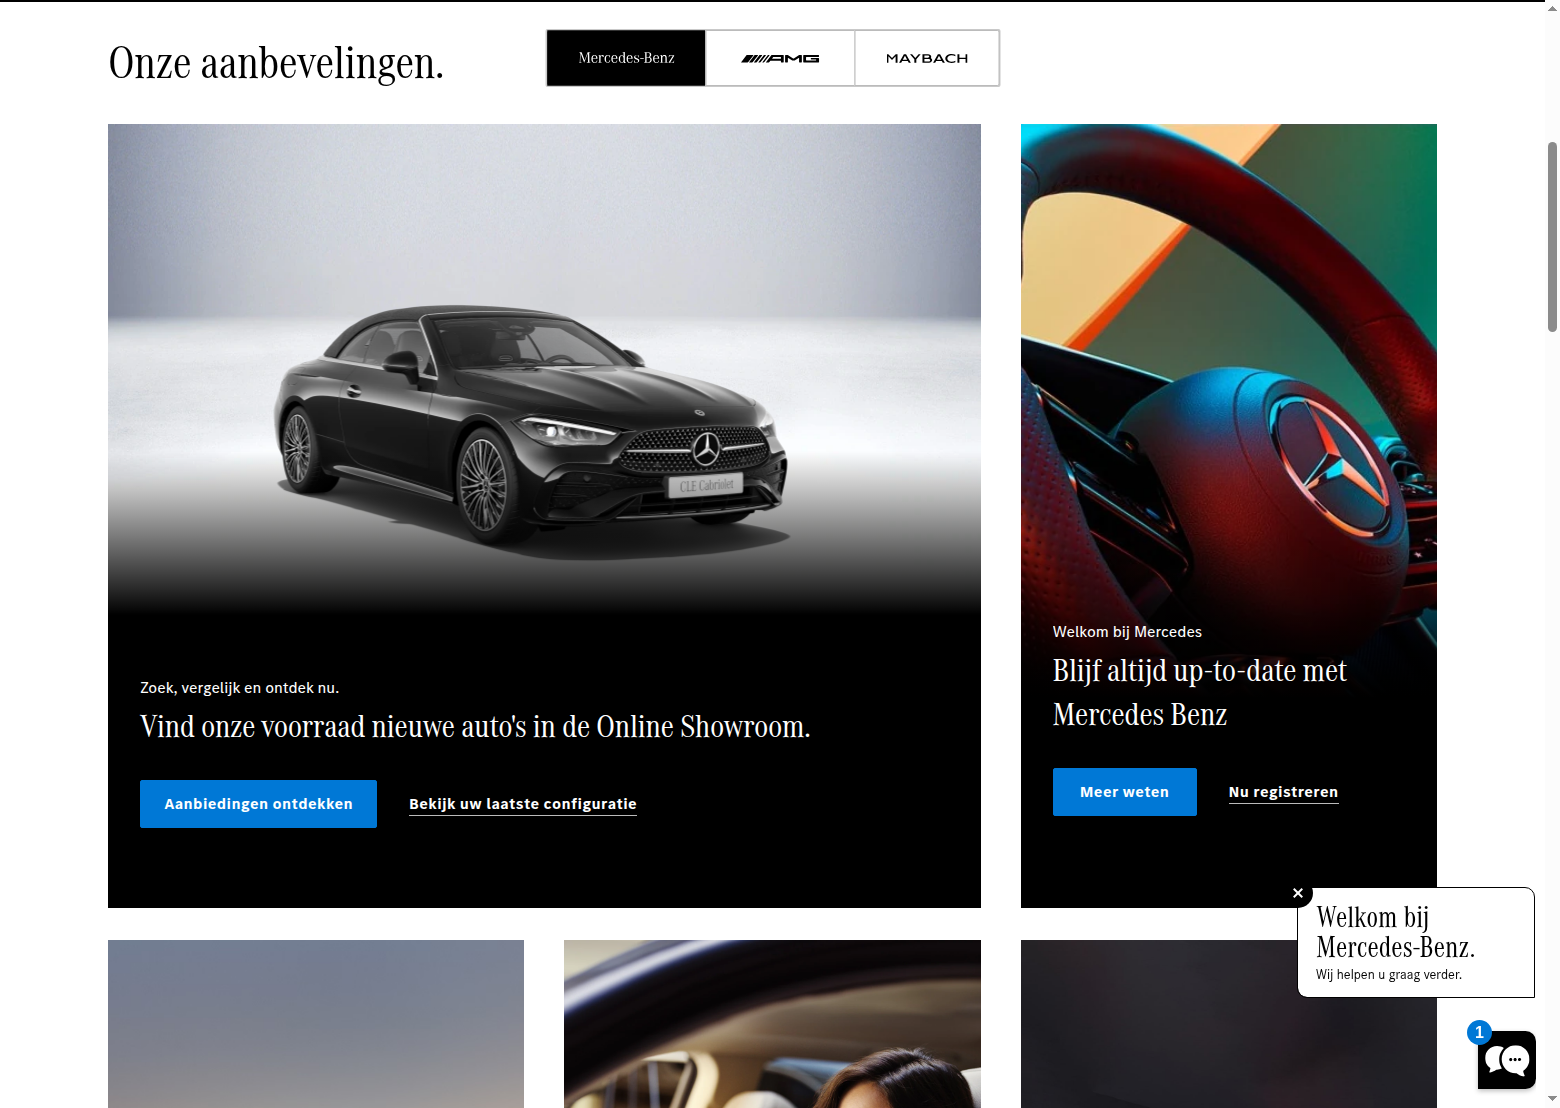 Onze aanbevelingen.
Mercedes-Benz
AMG
MAYBACH
CLE Cabriolet
Zoek, vergelijk en ontdek nu.
Vind onze voorraad nieuwe auto's in de Online Showroom.
Aanbiedingen ontdekken
Bekijk uw laatste configuratie
Welkom bij Mercedes
Blijf altijd up-to-date met
Mercedes Benz
Meer weten
Nu registreren
Welkom bij
Mercedes-Benz.
Wij helpen u graag verder.
1